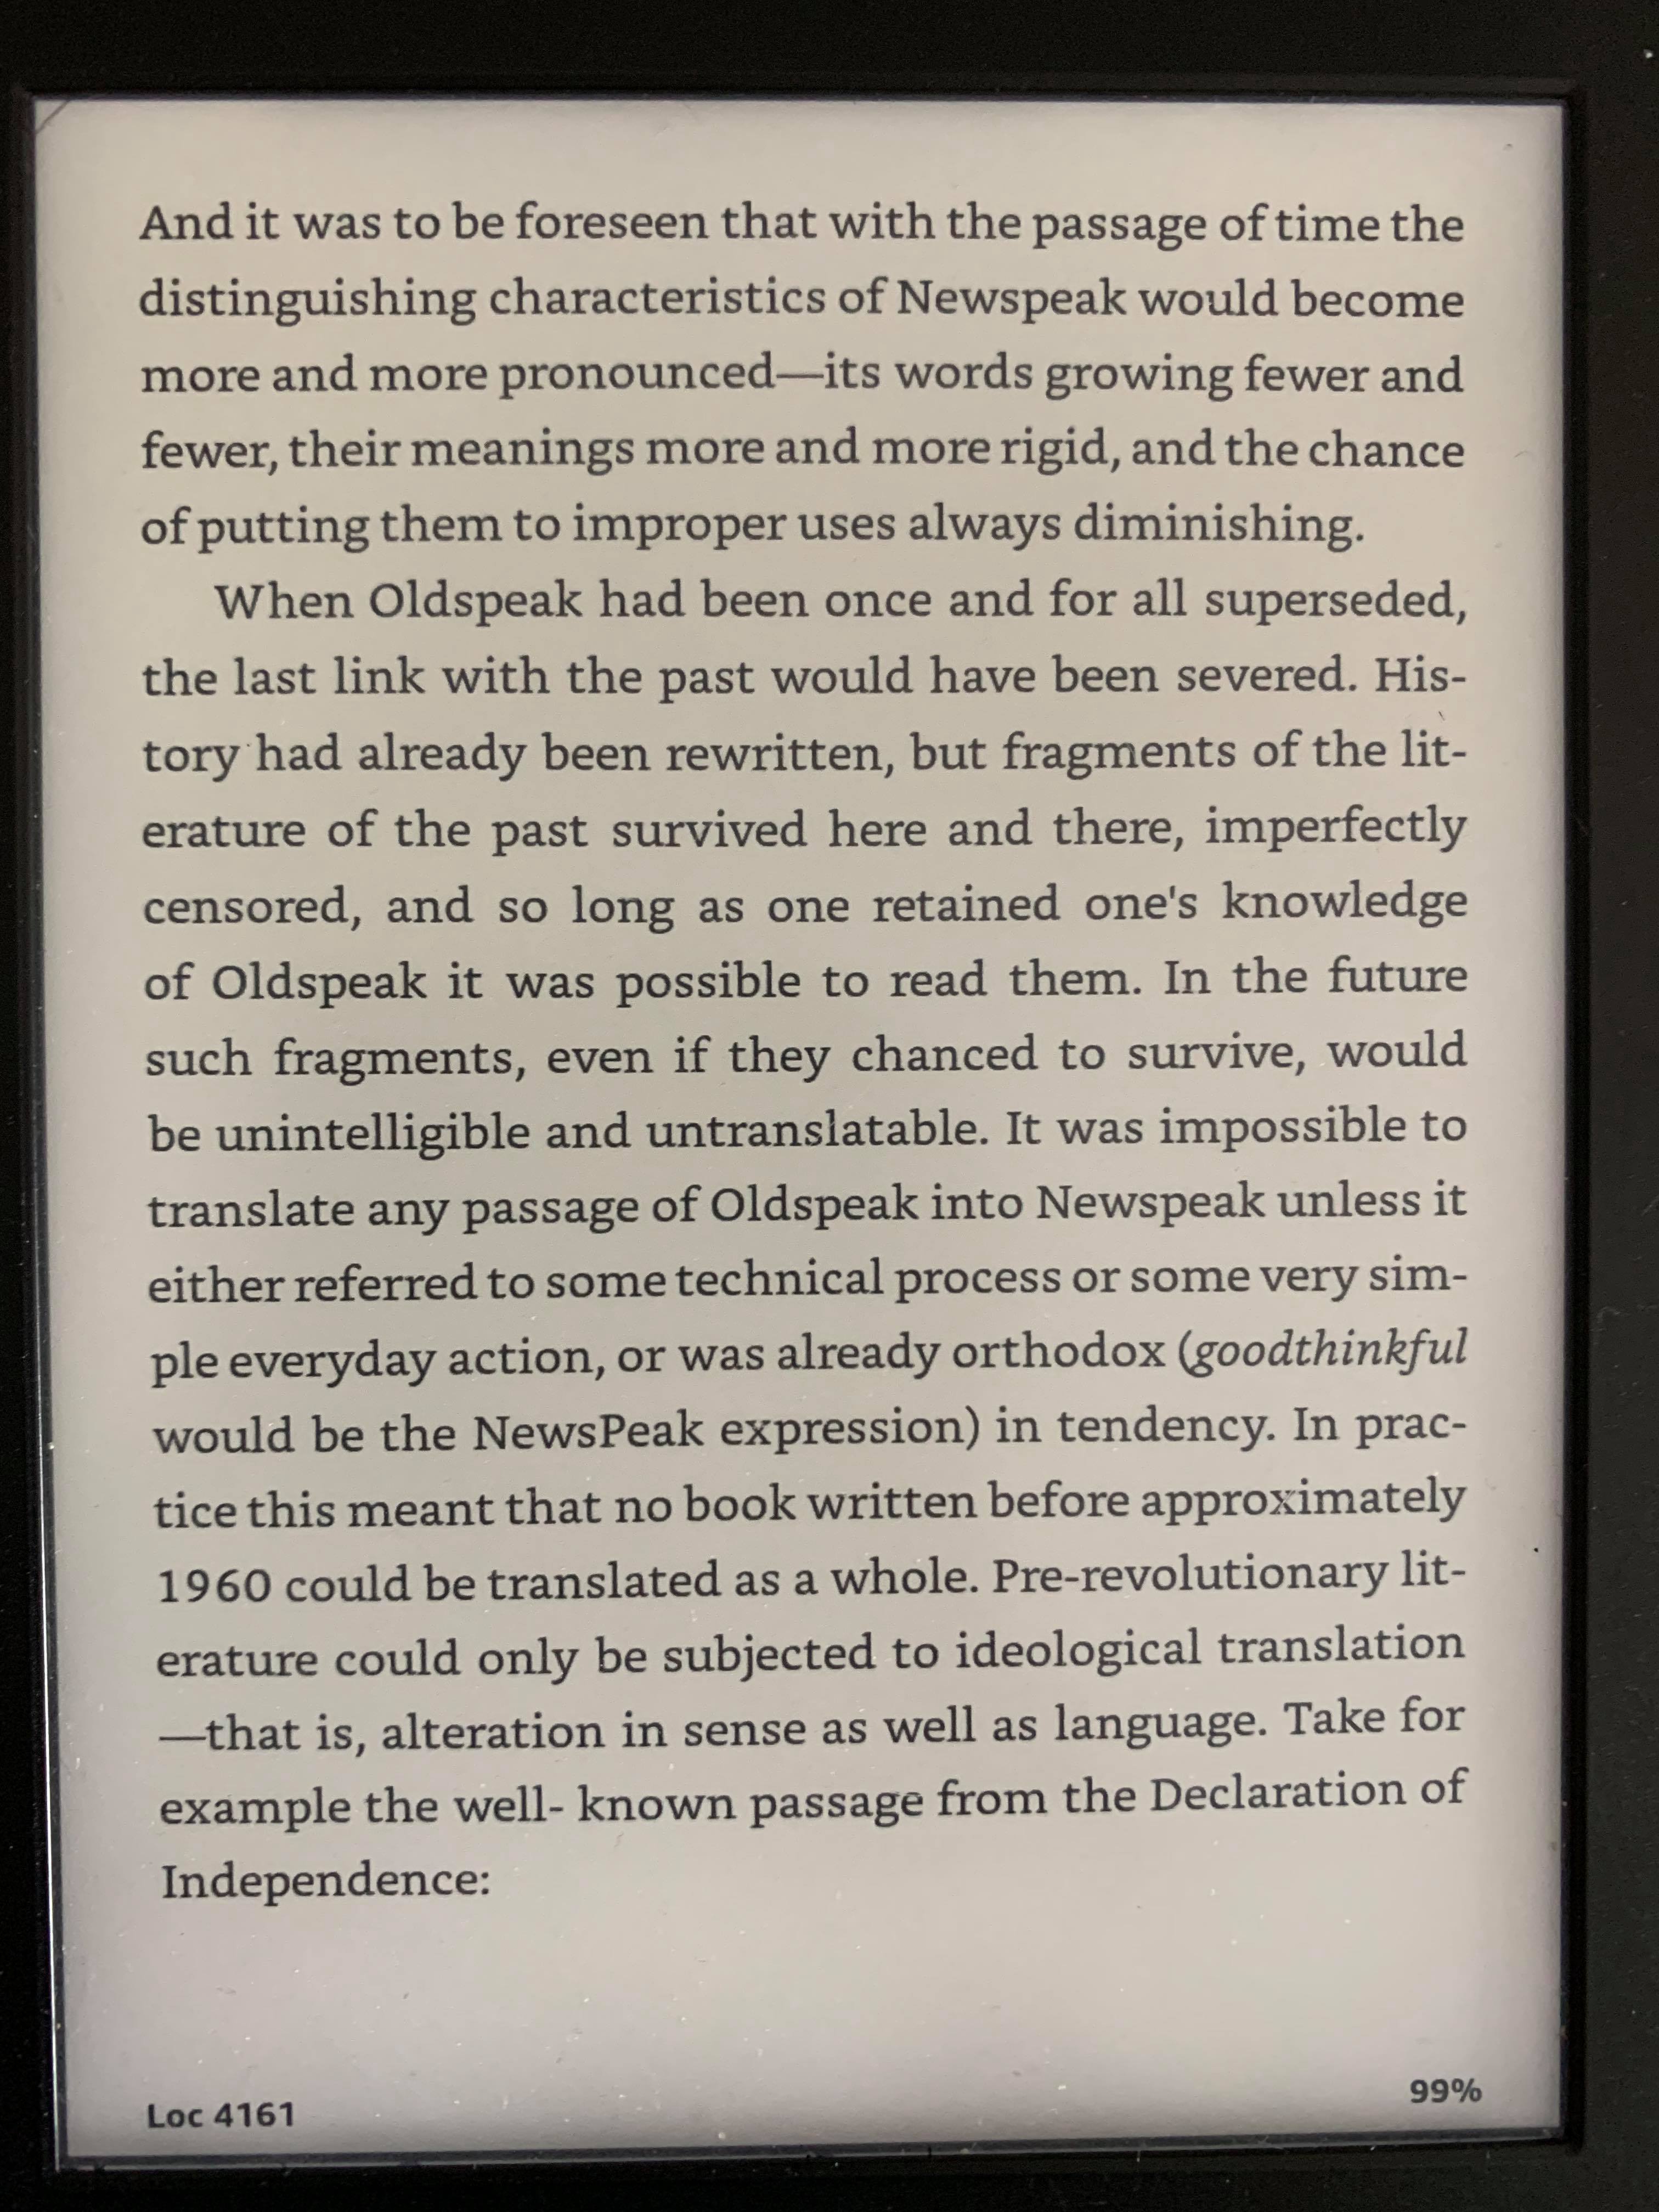 And it was to be foreseen that with the passage of time the
distinguishing characteristics of Newspeak would become
more and more pronounced—its words growing fewer and
fewer, their meanings more and more rigid, and the chance
of putting them to improper uses always diminishing.
When Oldspeak had been once and for all superseded,
the last link with the past would have been severed. His-
tory had already been rewritten, but fragments of the lit-
erature of the past survived here and there, imperfectly
censored, and so long as one retained one's knowledge
of Oldspeak it was possible to read them. In the future
such fragments, even if they chanced to survive, would
be unintelligible and untranslatable. It was impossible to
translate any passage of Oldspeak into Newspeak unless it
either referred to some technical process or some very sim-
ple everyday action, or was already orthodox (goodthinkful
would be the NewsPeak expression) in tendency. In prac-
tice this meant that no book written before approximately
1960 could be translated as a whole. Pre-revolutionary lit-
erature could only be subjected to ideological translation
—that is, alteration in sense as well as language. Take for
example the well- known passage from the Declaration of
Independence:
Loc 4161
99%